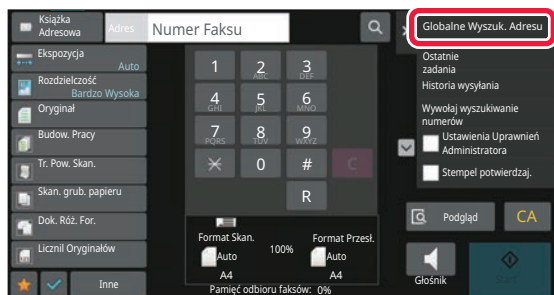 Książka
Adresowa
Adres
Numer Faksu
Globalne Wyszuk. Adresu
Ekspozycja
Auto
Rozdzielczość
Bardzo Wysoka
Oryginał
Budow. Pracy
Tr. Pow. Skan.
Skan. grub. papieru
Dok. Róż. For.
Licznil Oryginałów
Inne
1
2
ABC
3
DEF
4
GHI
5
JKL
6
MNO
7
PQRS
8
TUV
9
WXYZ
0
#
C
R
Format Skan.
100%
Format Przesł.
Auto
A4
Auto
A4
Pamięć odbioru faksów: 0%
Ostatnie
zadania
Historia wysyłania
Wywołaj wyszukiwanie
numerów
Ustawienia Uprawnień
Administratora
Stempel potwierdzaj.
Podgląd
CA
Głośnik
Start